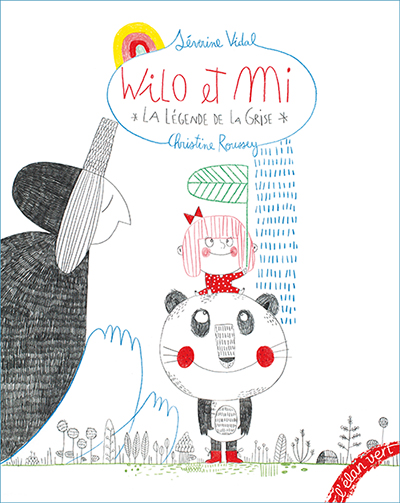 Séverine Vidal
Wilo et Mi
* La Légende de la Grise *
Christine Roussey
l'élan vert